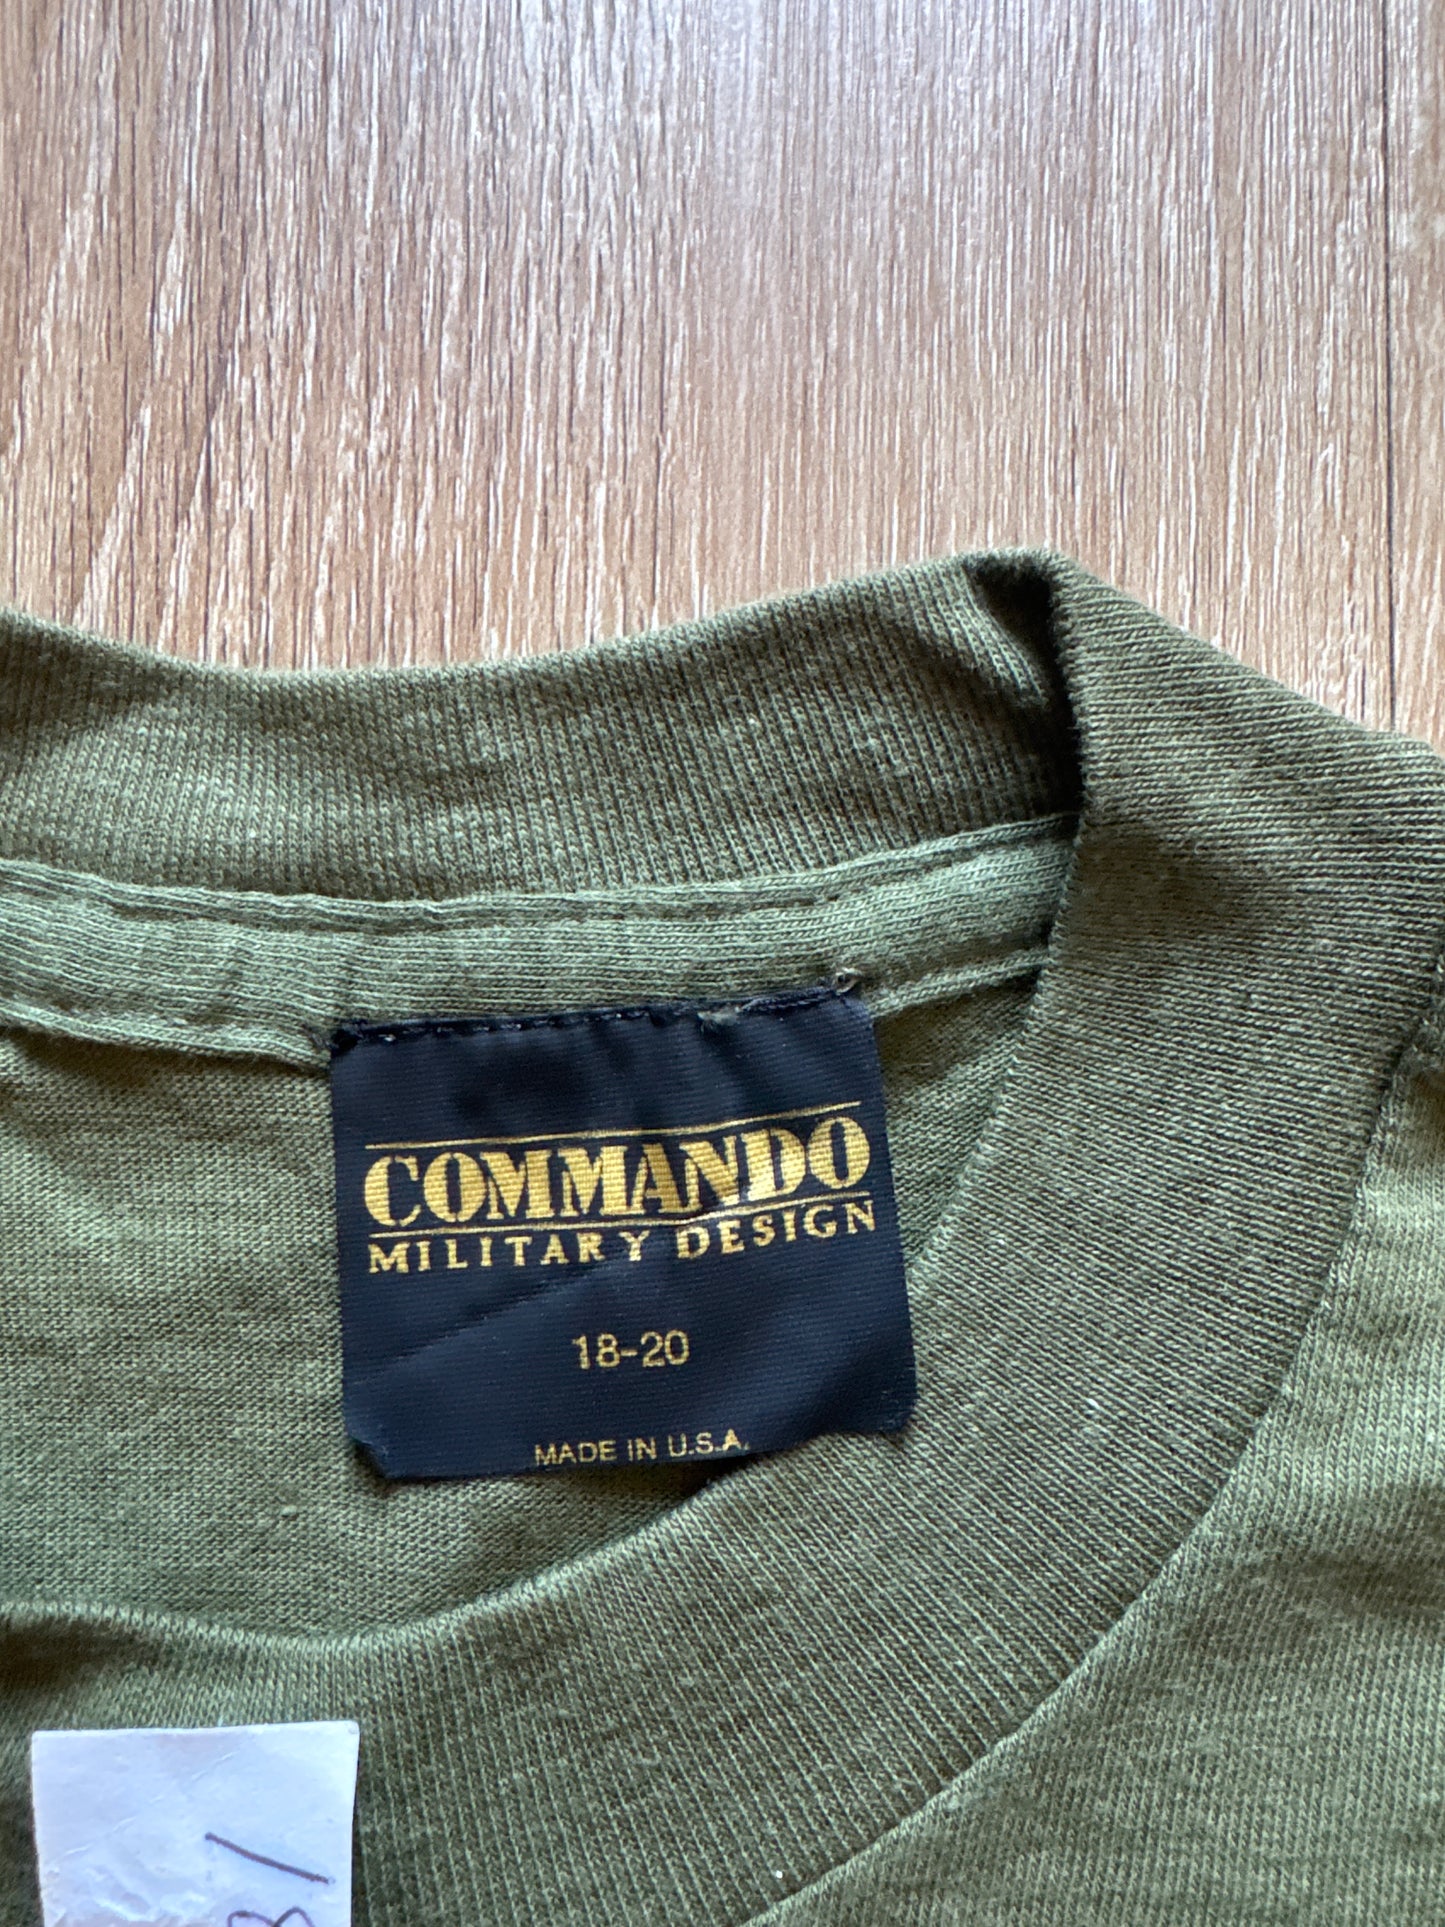 COMMANDO
MILITARY DESIGN
18-20
MADE IN U.S.A.